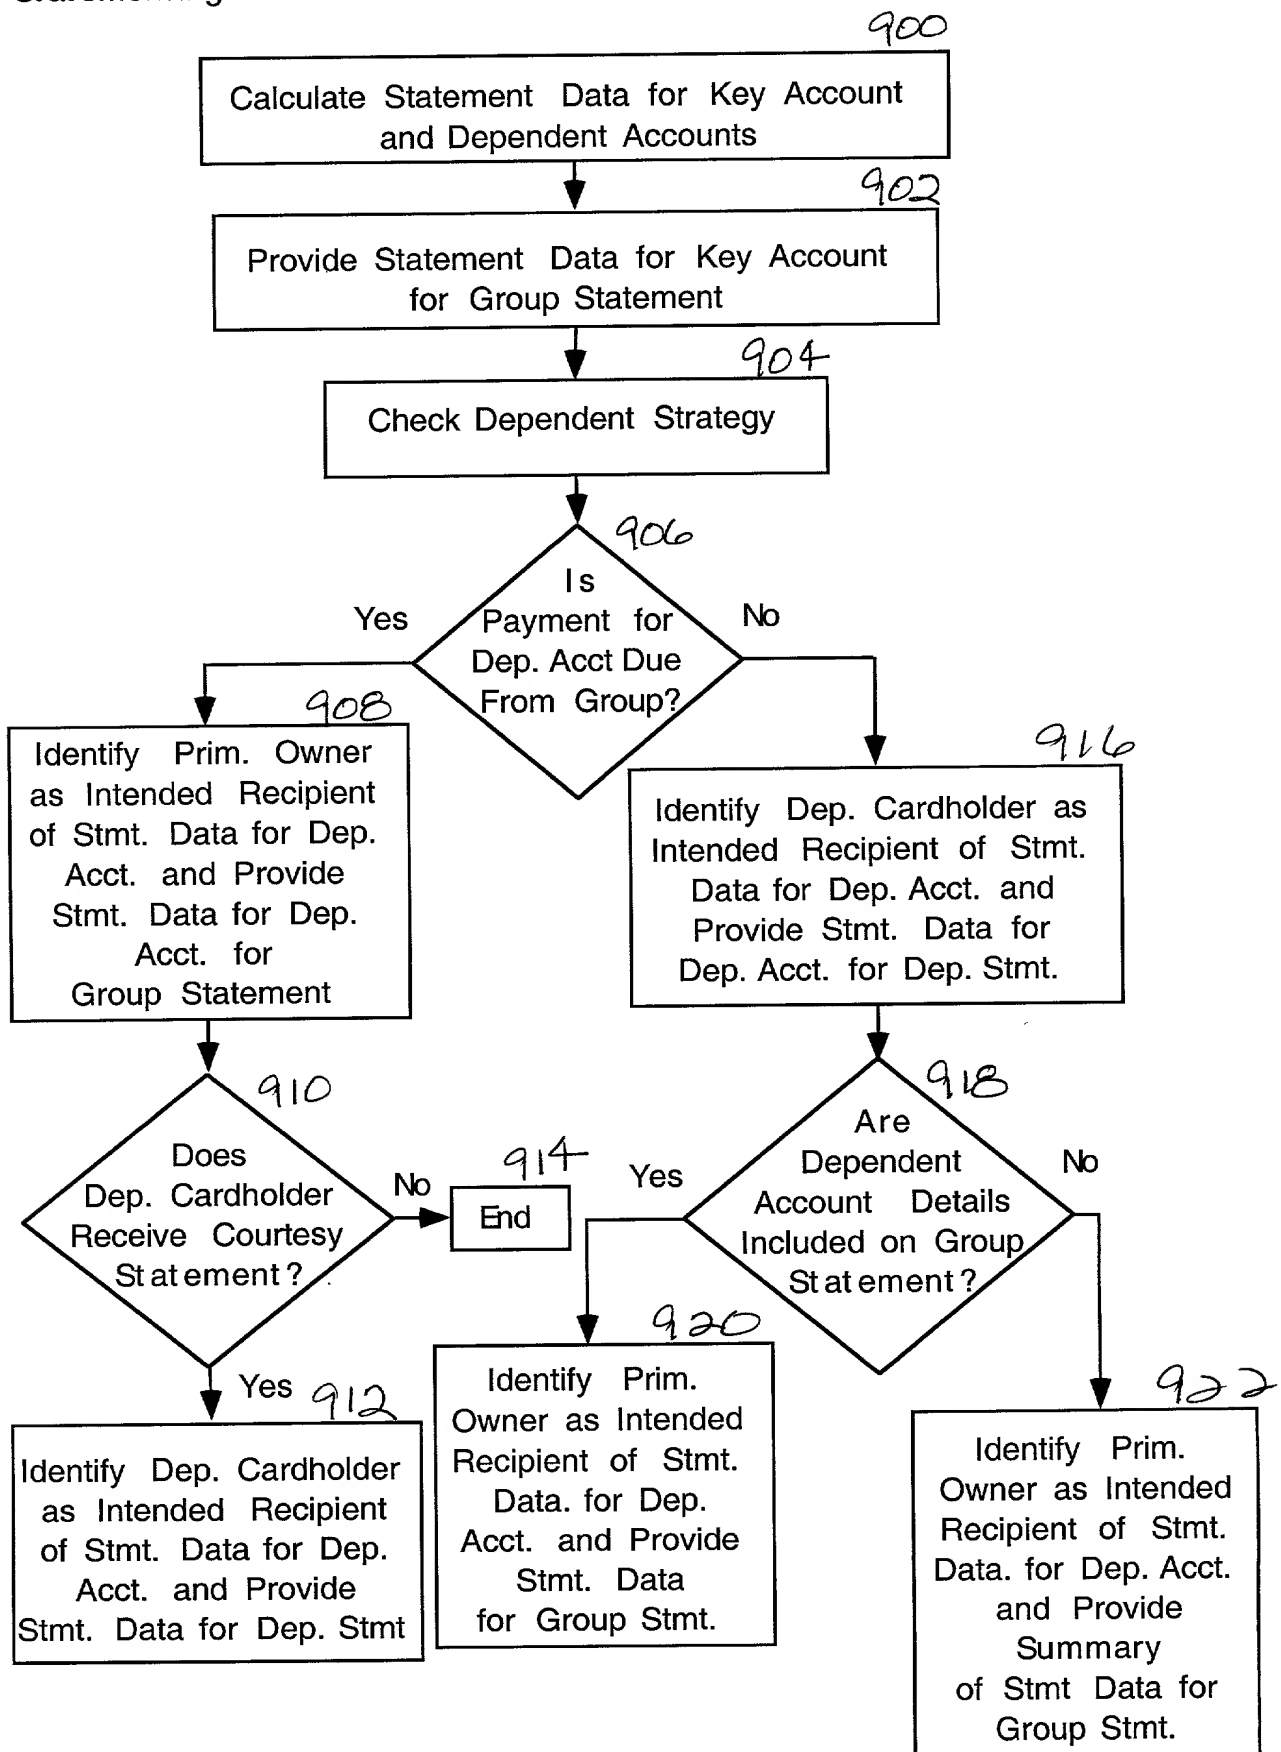 900
Calculate Statement Data for Key Account
and Dependent Accounts
902
Provide Statement Data for Key Account
for Group Statement
904
Check Dependent Strategy
906
Is
Payment for
Dep. Acct Due
From Group?
Yes
No
908
Identify Prim. Owner
as Intended Recipient
of Stmt. Data for Dep.
Acct. and Provide
Stmt. Data for Dep.
Acct. for
Group Statement
916
Identify Dep. Cardholder as
Intended Recipient of Stmt.
Data for Dep. Acct. and
Provide Stmt. Data for
Dep. Acct. for Dep. Stmt.
910
Does
Dep. Cardholder
Receive Courtesy
Statement?
No
914
End
918
Are
Dependent
Account Details
Included on Group
Statement?
Yes
No
Yes
912
Identify Dep. Cardholder
as Intended Recipient
of Stmt. Data for Dep.
Acct. and Provide
Stmt. Data for Dep. Stmt
920
Identify Prim.
Owner as Intended
Recipient of Stmt.
Data. for Dep.
Acct. and Provide
Stmt. Data
for Group Stmt.
922
Identify Prim.
Owner as Intended
Recipient of Stmt.
Data. for Dep. Acct.
and Provide
Summary
of Stmt Data for
Group Stmt.